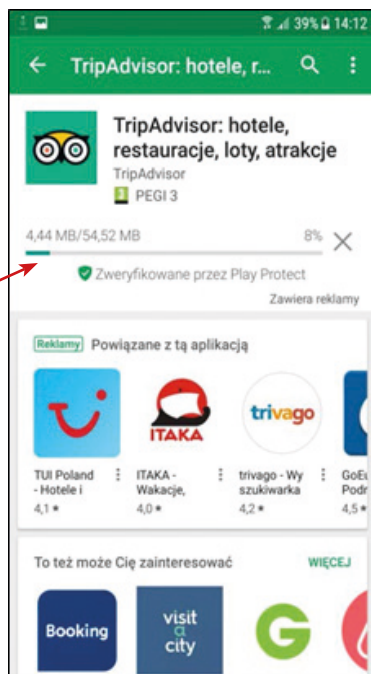 39% 14:12
TripAdvisor: hotele, r...
TripAdvisor: hotele,
restauracje, loty, atrakcje
TripAdvisor
3 PEGI 3
4,44 MB/54,52 MB 8%
Zweryfikowane przez Play Protect
Zawiera reklamy
Reklamy Powiązane z tą aplikacją
ITAKA
trivago
TUI Poland
- Hotele i
4,1 ★
ITAKA -
Wakacje,
4,0 ★
trivago - Wy
szukiwarka
4,2 ★
GoEu
Podr
4,5 ★
To też może Cię zainteresować WIĘCEJ
Booking
visit
a
city
G